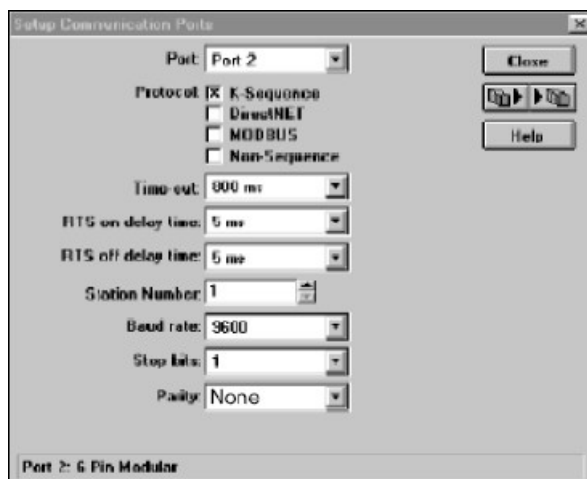 Setup Communication Ports
Port: Port 2
Close
Protocol: K-Sequence
DirectNET
MODBUS
Non-Sequence
Help
Time-out: 800 ms
RTS on delay time: 5 ms
RTS off delay time: 5 ms
Station Number: 1
Baud rate: 9600
Stop bits: 1
Parity: None
Port 2: 6 Pin Modular